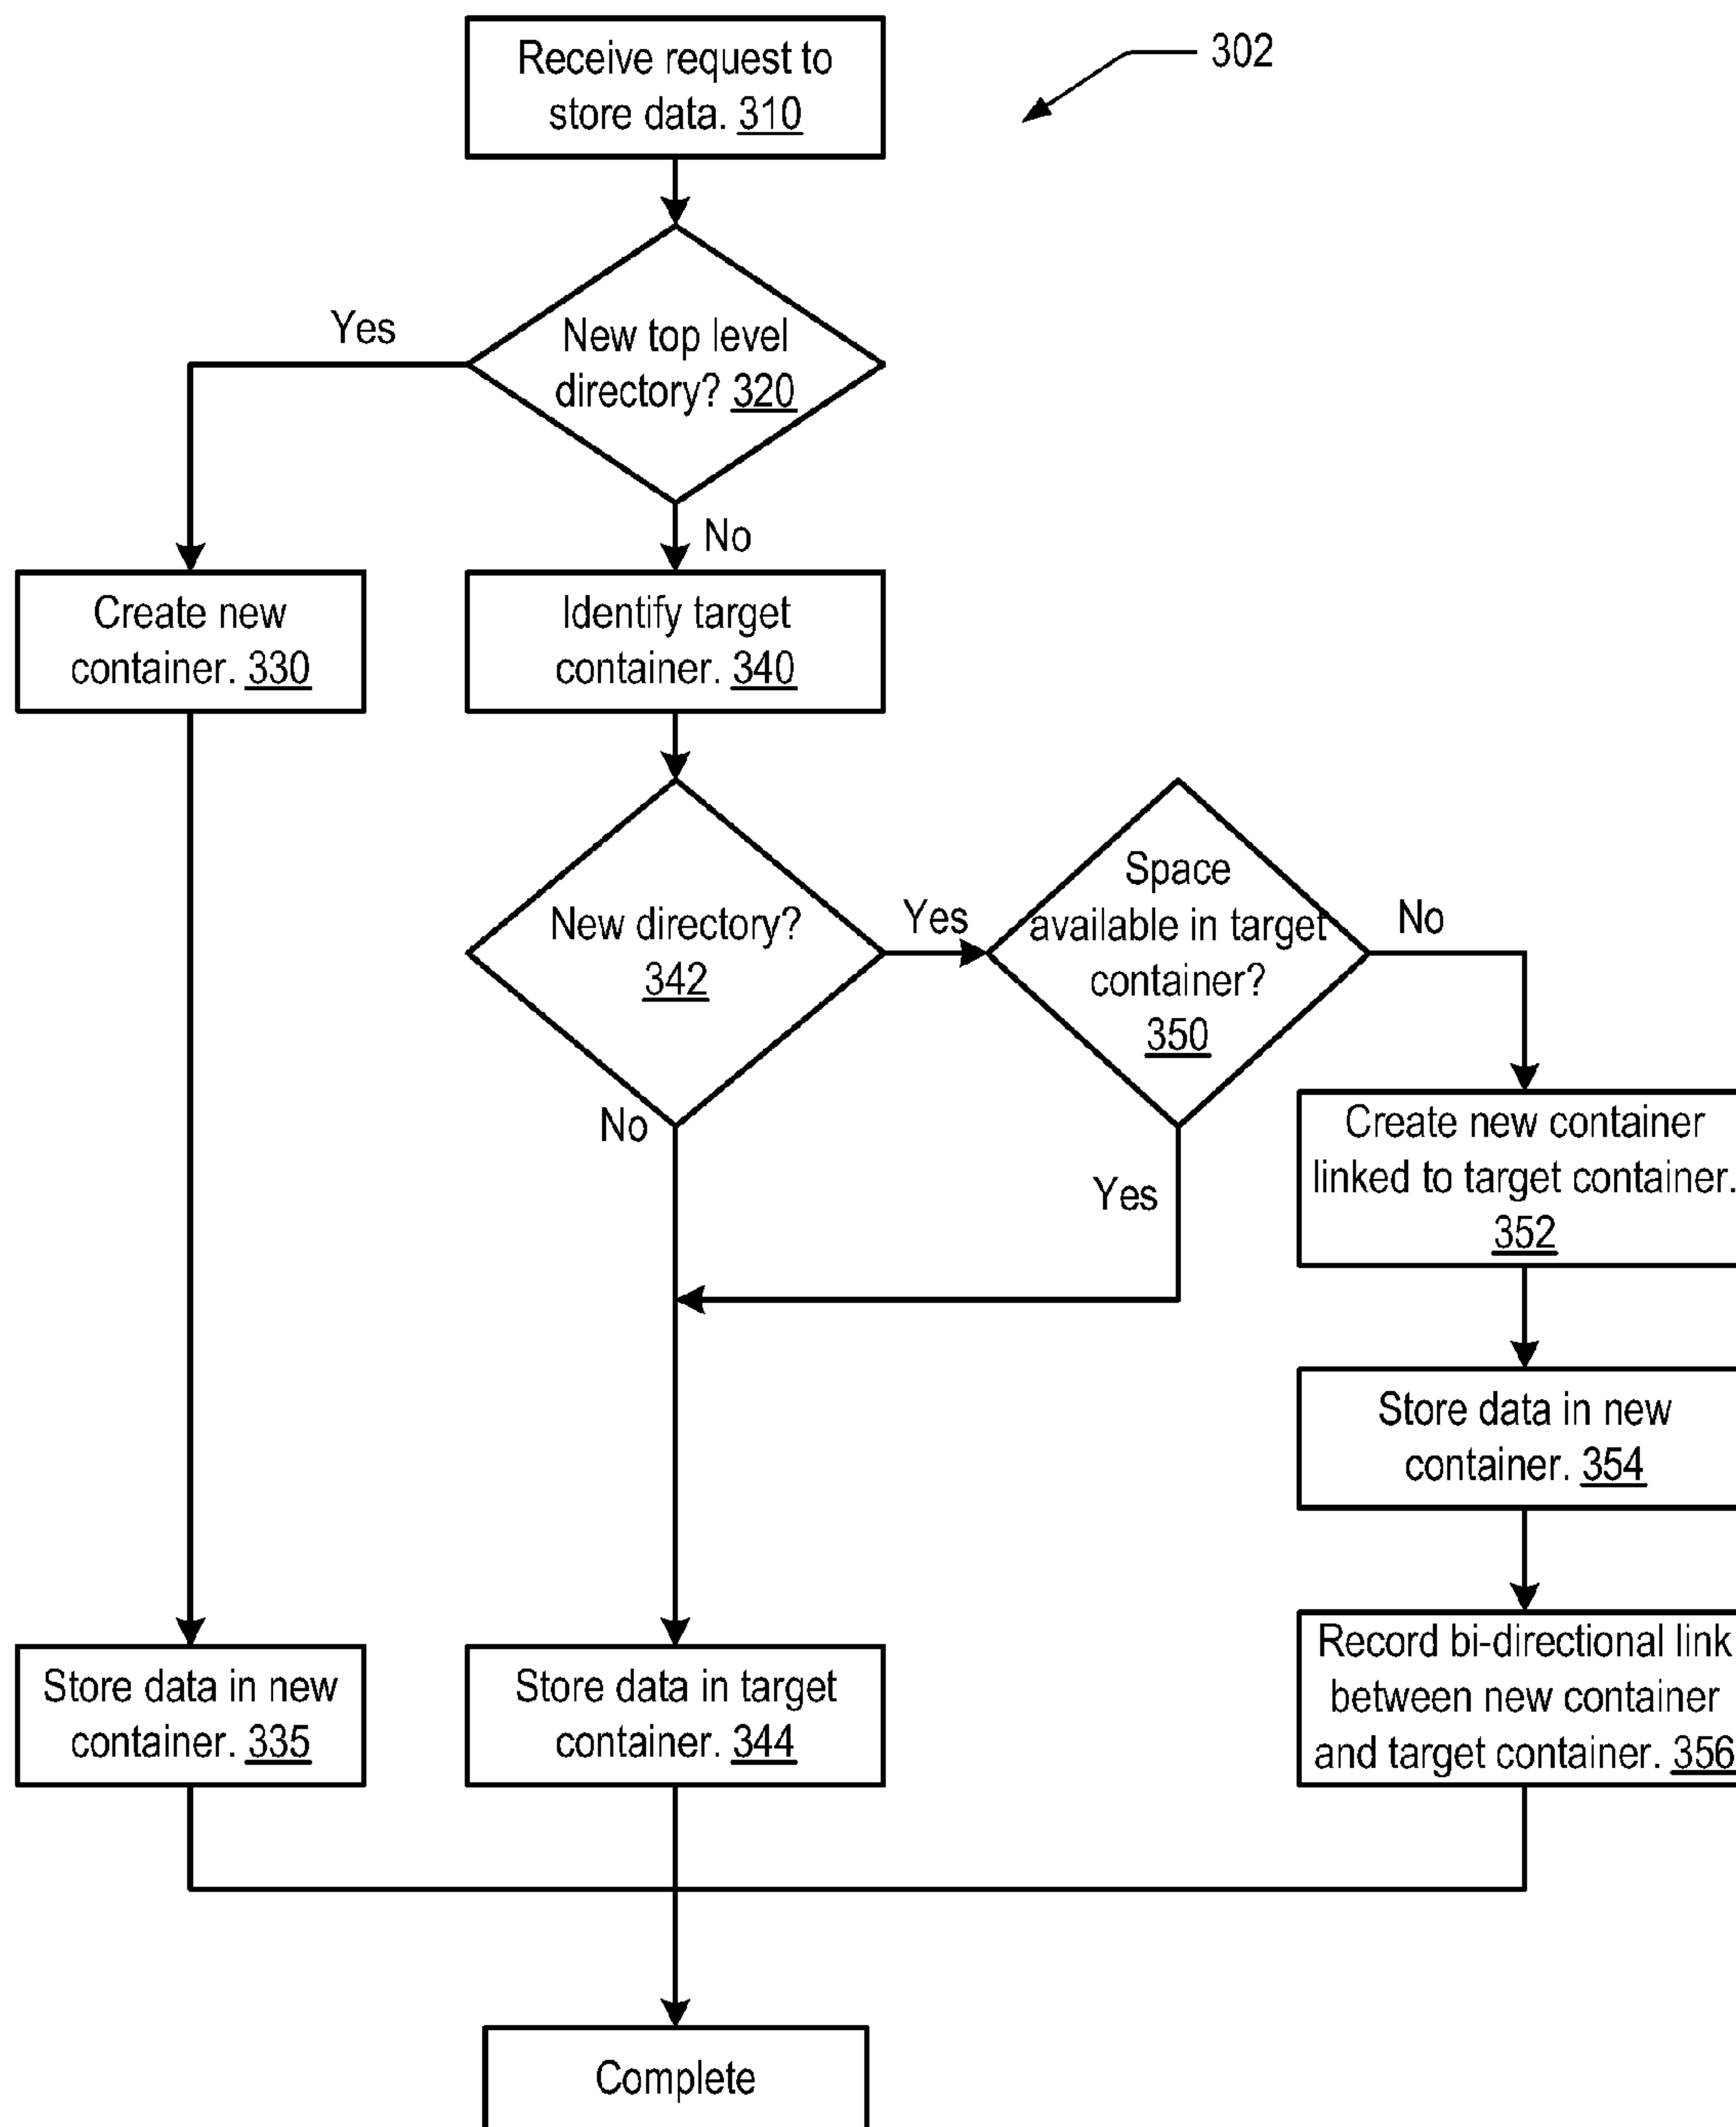 Receive request to
store data. 310
302
New top level
directory? 320
Yes
No
Create new
container. 330
Identify target
container. 340
New directory?
342
Yes
No
Space
available in target
container?
350
No
Yes
Create new container
linked to target container.
352
Store data in new
container. 354
Store data in new
container. 335
Store data in target
container. 344
Record bi-directional link
between new container
and target container. 356
Complete